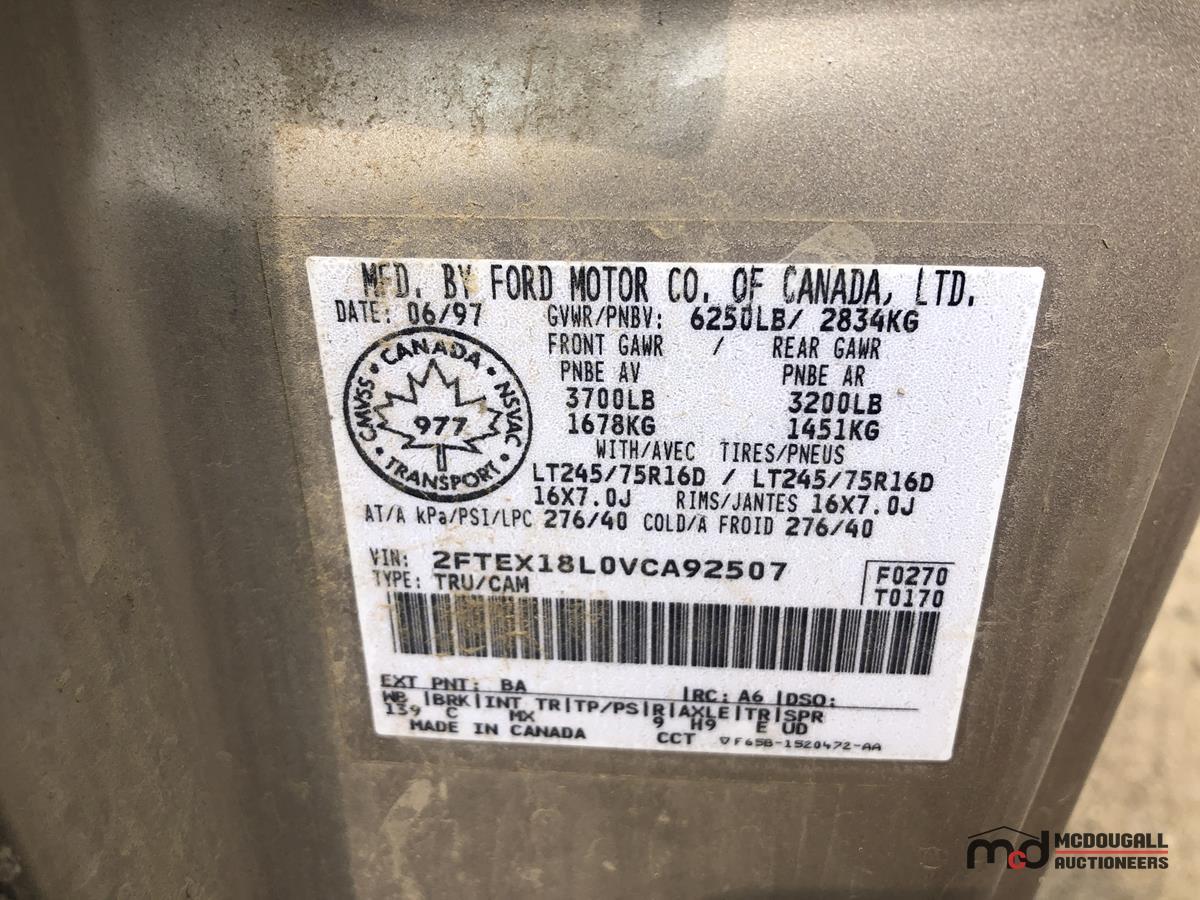 MFD. BY FORD MOTOR CO. OF CANADA, LTD.
DATE: 06/97 GVWR/PNBV: 6250LB/ 2834KG
FRONT GAWR / REAR GAWR
PNBE AV PNBE AR
3700LB 3200LB
1678KG 1451KG
WITH/AVEC TIRES/PNEUS
LT245/75R16D / LT245/75R16D
16X7.0J RIMS/JANTES 16X7.0J
AT/A kPa/PSI/LPC 276/40 COLD/A FROID 276/40
• CANADA •
CMVSS NSVAC
977
• TRANSPORT •
VIN: 2FTEX18L0VCA92507
TYPE: TRU/CAM
F0270
T0170
EXT PNT: BA |RC: A6 |DSO:
WB |BRK|INT TR|TP/PS|R|AXLE|TR|SPR
139 C MX 9 H9 E UD
MADE IN CANADA CCT ▽F65B-1520472-AA
mcd MCDOUGALL
AUCTIONEERS